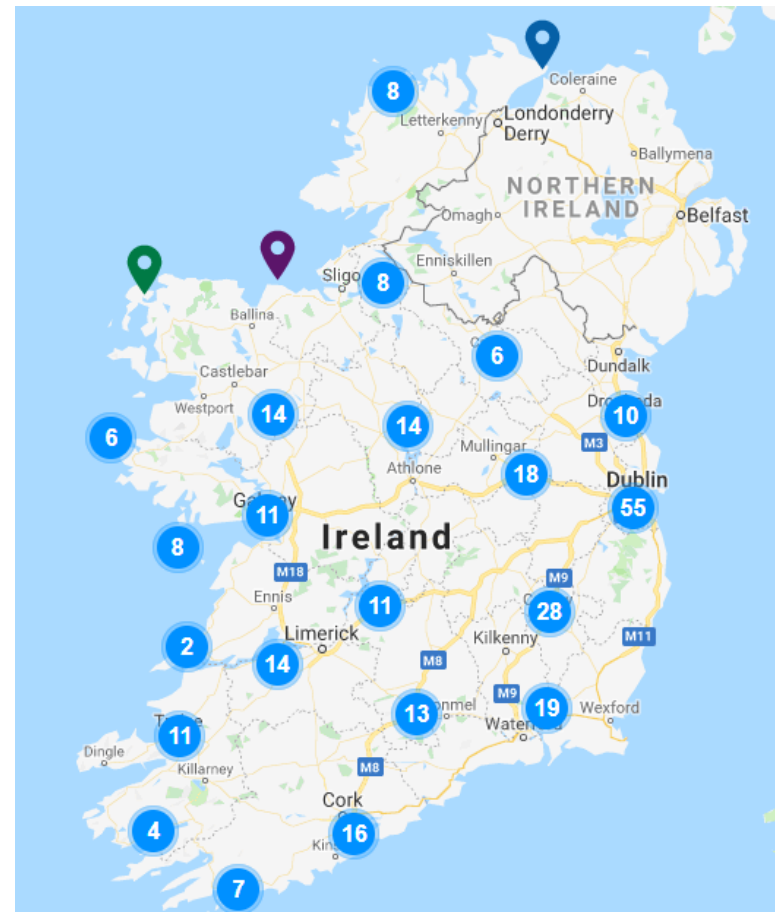 8
Coleraine
Letterkenny
Londonderry
Derry
Ballymena
NORTHERN
IRELAND
Omagh
Belfast
Enniskillen
Sligo
8
Ballina
6
Dundalk
Castlebar
Westport
14
14
10
6
M3
Mullingar
Athlone
18
Dublin
55
11
Ireland
8
M18
M9
Ennis
11
28
Limerick
Kilkenny
M11
2
14
M8
M9
13
19
Wexford
11
Dingle
Killarney
M8
Cork
4
16
7